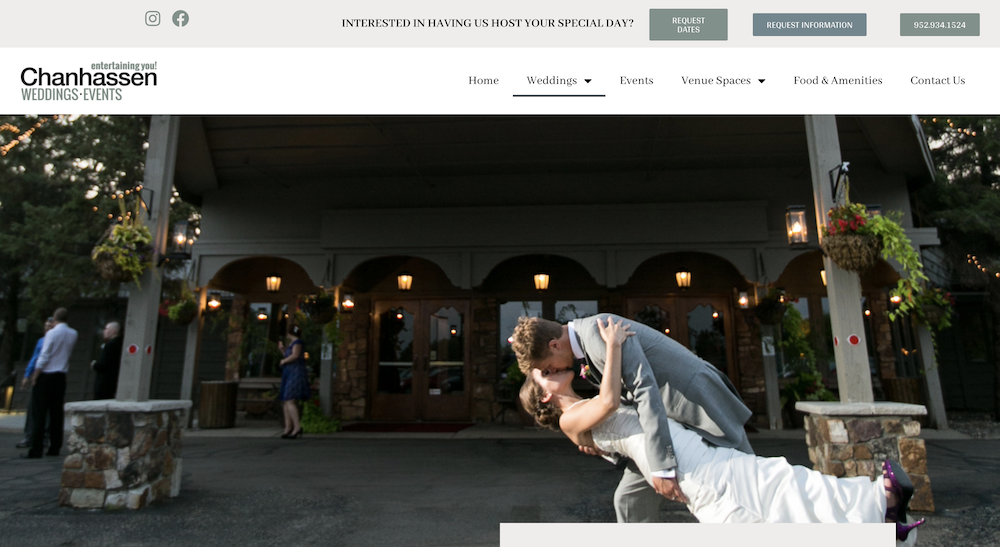 INTERESTED IN HAVING US HOST YOUR SPECIAL DAY?
REQUEST
DATES
REQUEST INFORMATION
952.934.1524
entertaining you!
Chanhassen
WEDDINGS·EVENTS
Home
Weddings
Events
Venue Spaces
Food & Amenities
Contact Us